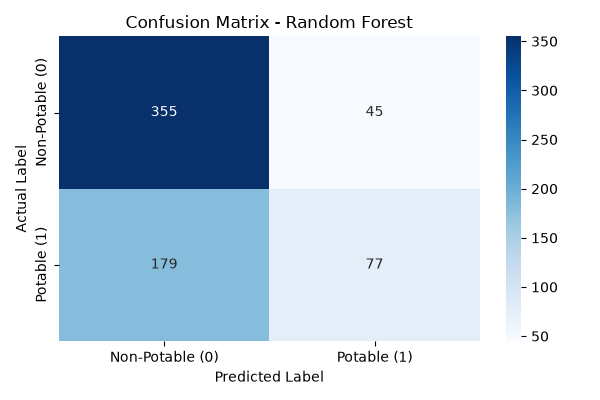 Confusion Matrix - Random Forest
Actual Label
Non-Potable (0)
Potable (1)
355
45
179
77
Non-Potable (0)
Potable (1)
Predicted Label
350
300
250
200
150
100
50